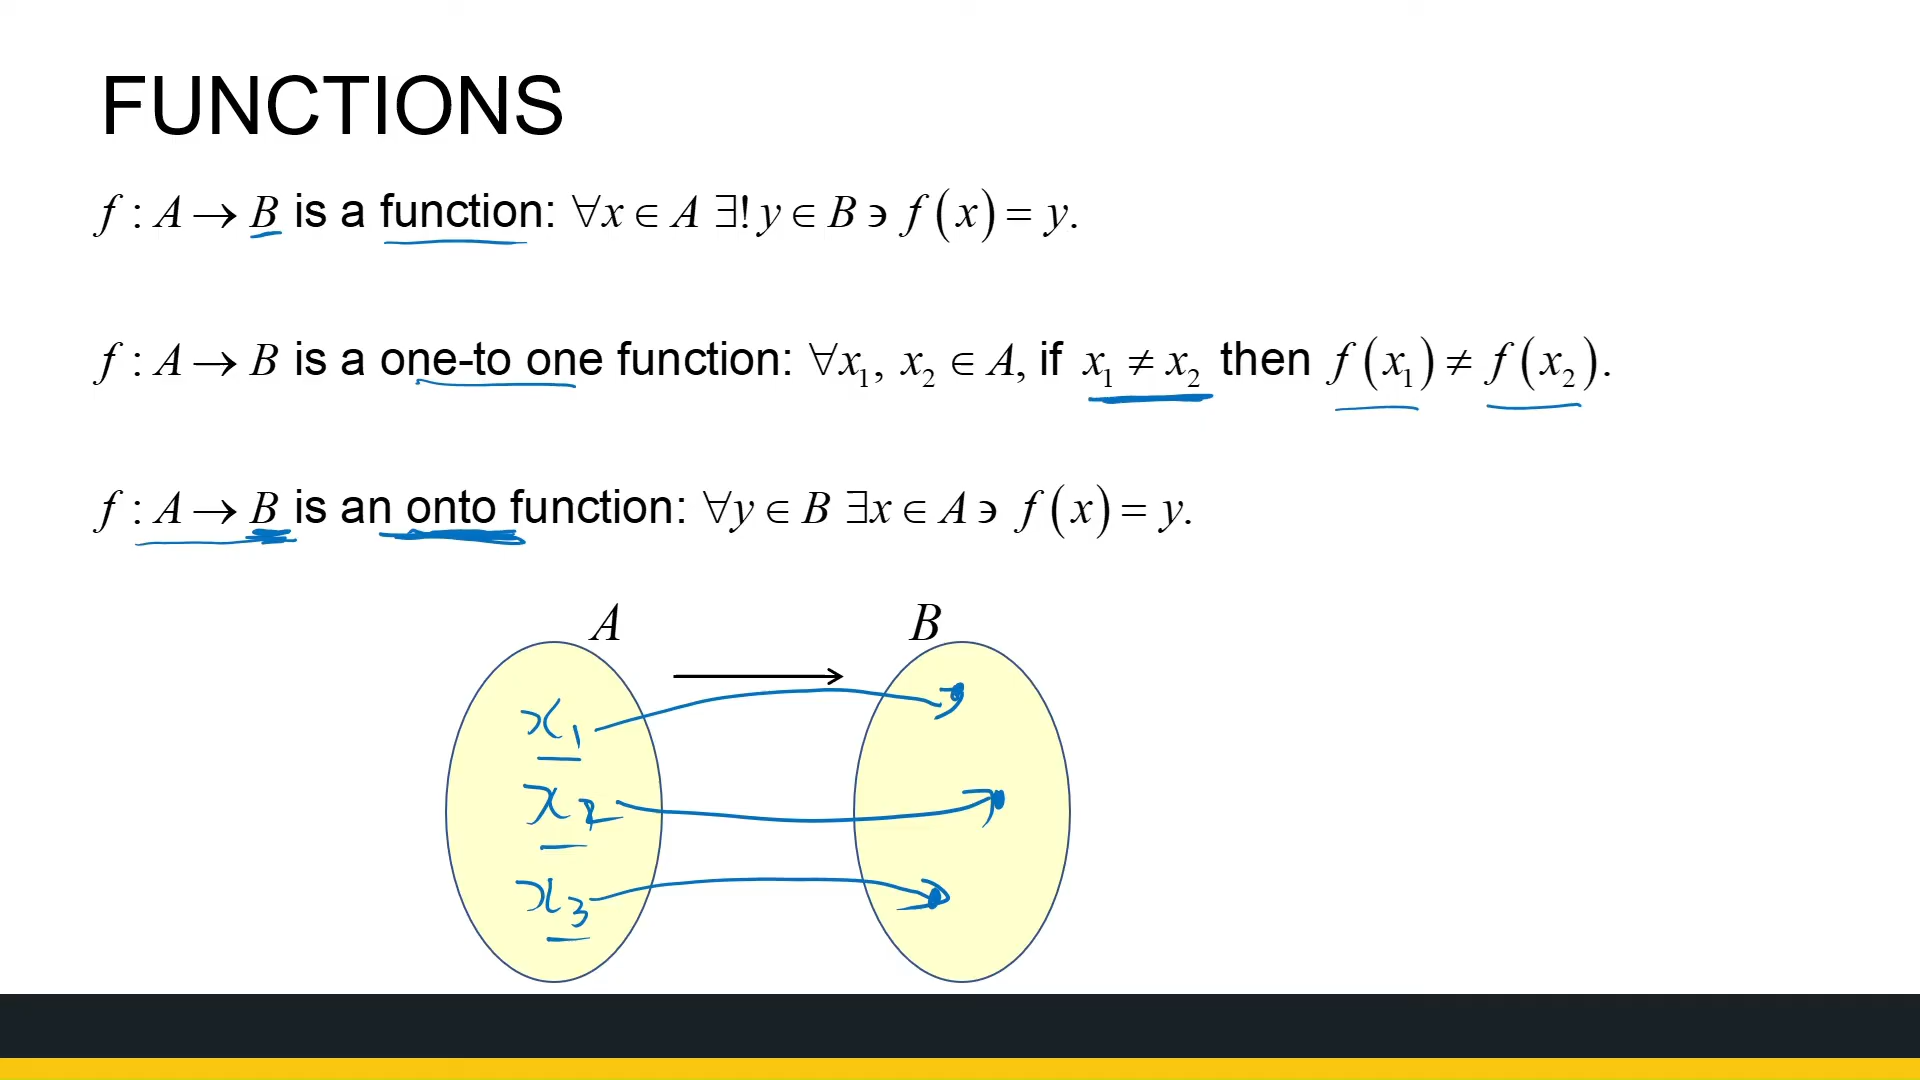 FUNCTIONS
f : A → B is a function: ∀x ∈ A ∃! y ∈ B ∍ f(x) = y.
f : A → B is a one-to one function: ∀x₁, x₂ ∈ A, if x₁ ≠ x₂ then f(x₁) ≠ f(x₂).
f : A → B is an onto function: ∀y ∈ B ∃x ∈ A ∍ f(x) = y.
A B
x₁
x₂
x₃